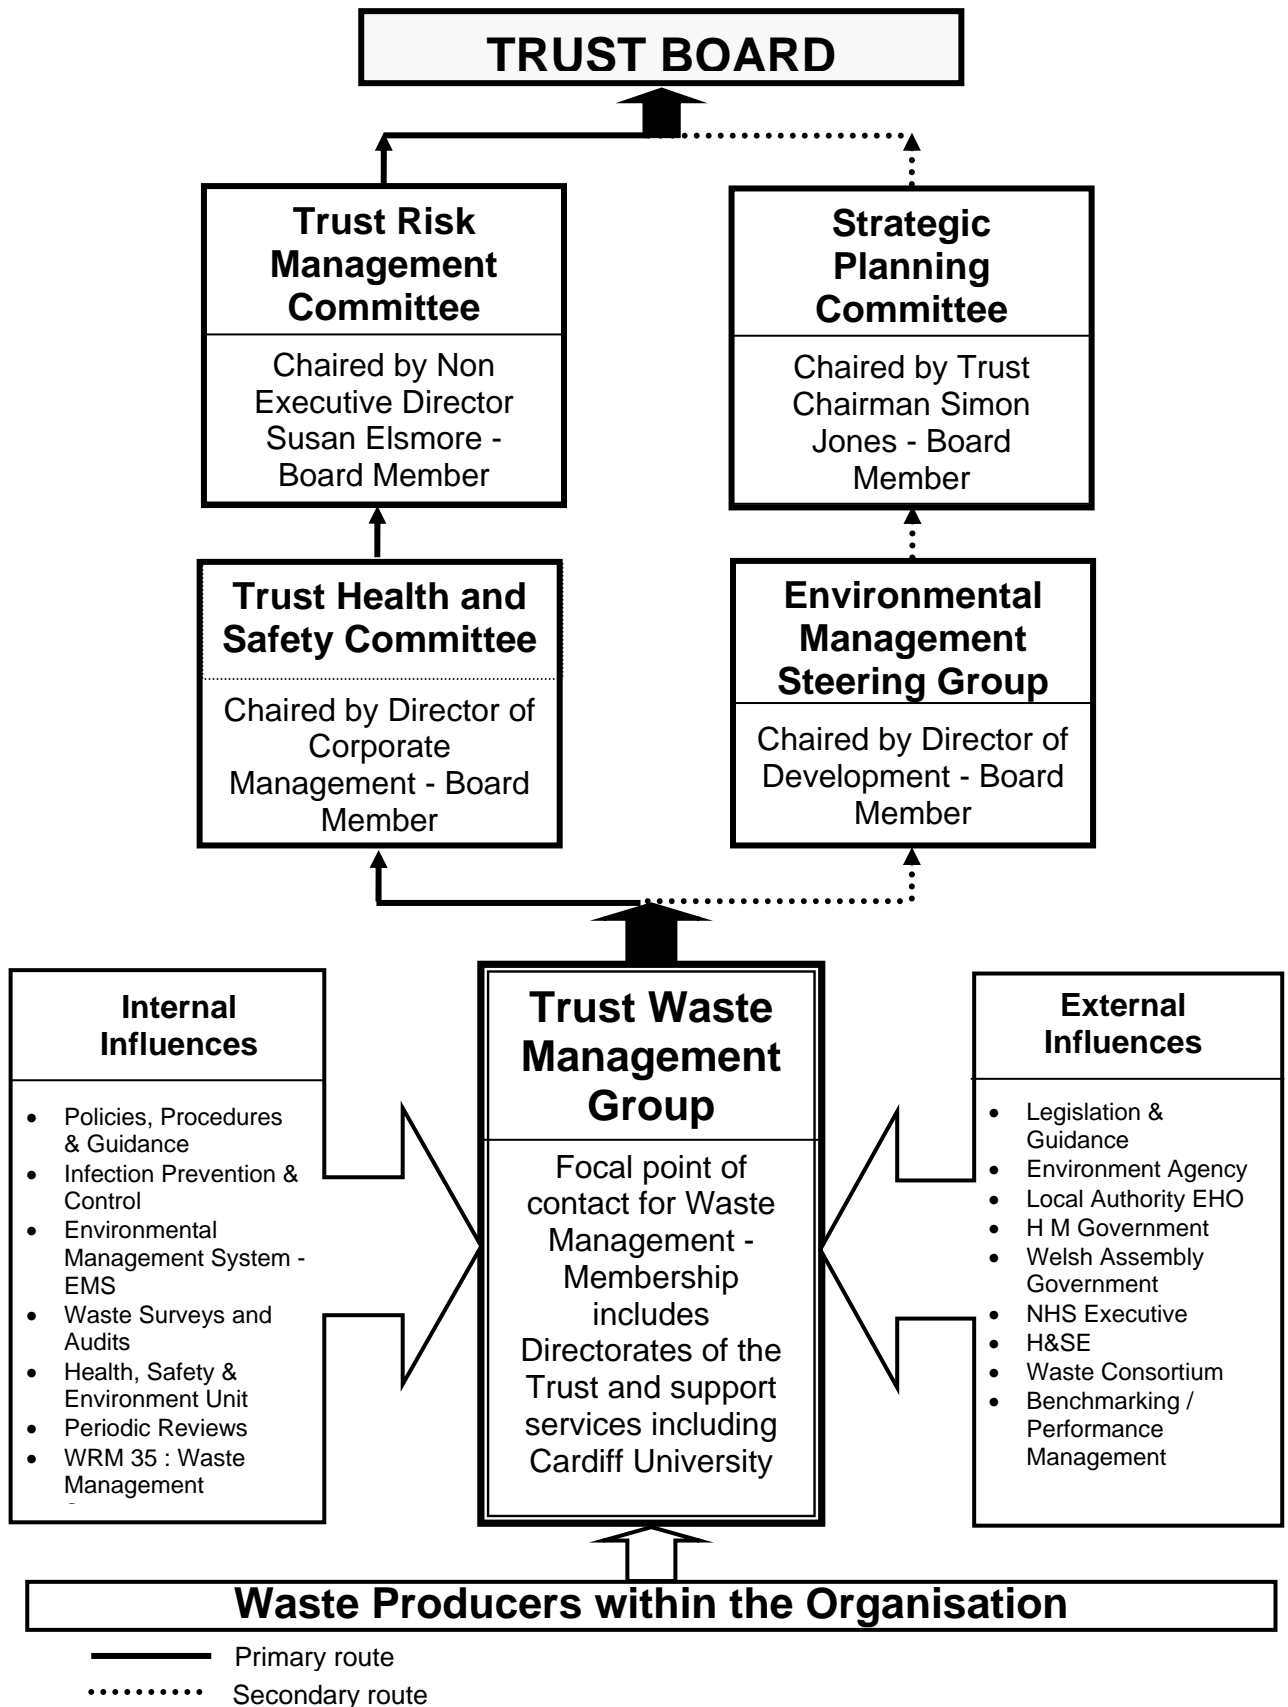 TRUST BOARD
Trust Risk
Management
Committee
Chaired by Non
Executive Director
Susan Elsmore -
Board Member
Strategic
Planning
Committee
Chaired by Trust
Chairman Simon
Jones - Board
Member
Trust Health and
Safety Committee
Chaired by Director of
Corporate
Management - Board
Member
Environmental
Management
Steering Group
Chaired by Director of
Development - Board
Member
Internal
Influences
• Policies, Procedures
& Guidance
• Infection Prevention &
Control
• Environmental
Management System -
EMS
• Waste Surveys and
Audits
• Health, Safety &
Environment Unit
• Periodic Reviews
• WRM 35 : Waste
Management
Trust Waste
Management
Group
Focal point of
contact for Waste
Management -
Membership
includes
Directorates of the
Trust and support
services including
Cardiff University
External
Influences
• Legislation &
Guidance
• Environment Agency
• Local Authority EHO
• H M Government
• Welsh Assembly
Government
• NHS Executive
• H&SE
• Waste Consortium
• Benchmarking /
Performance
Management
Waste Producers within the Organisation
Primary route
Secondary route